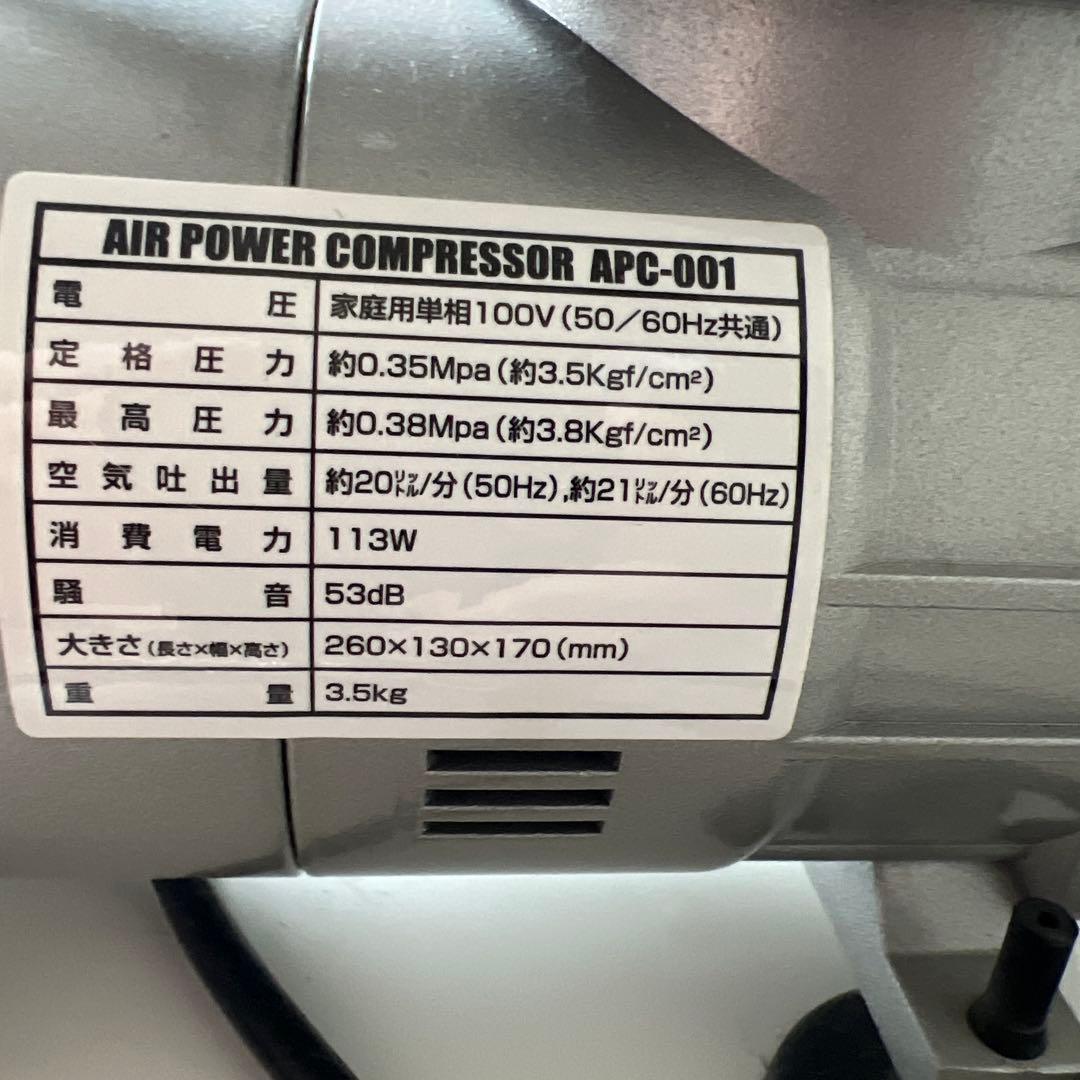 AIR POWER COMPRESSOR APC-001
電圧 家庭用単相100V(50/60Hz共通)
定格圧力 約0.35Mpa(約3.5Kgf/cm²)
最高圧力 約0.38Mpa(約3.8Kgf/cm²)
空気吐出量 約20㍑/分(50Hz),約21㍑/分(60Hz)
消費電力 113W
騒音 53dB
大きさ(長さ×幅×高さ) 260×130×170(mm)
重量 3.5kg